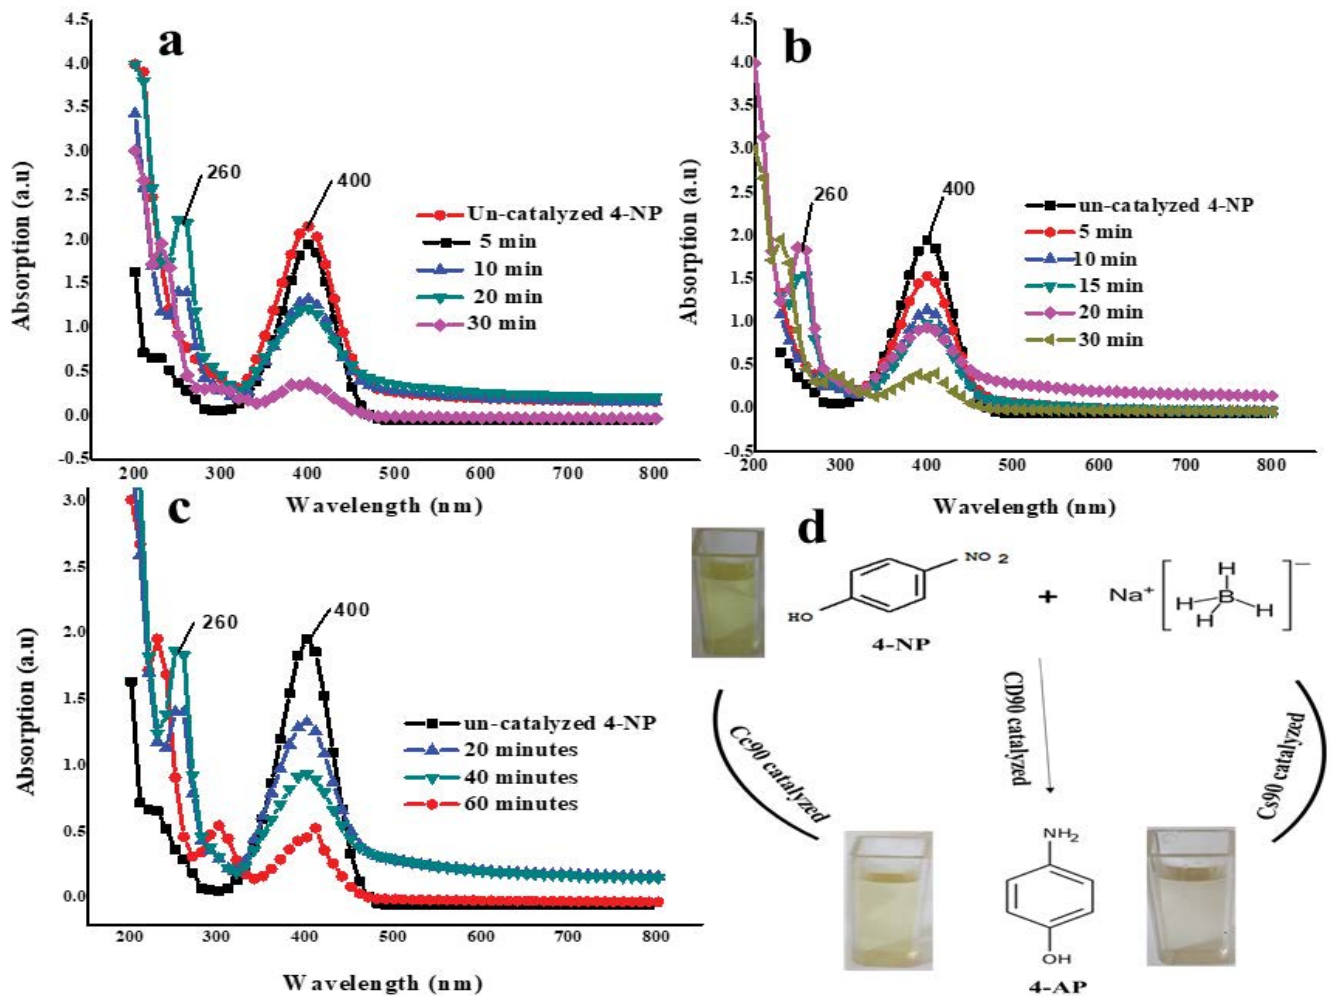 a
4.5
4.0
3.5
3.0
2.5
2.0
1.5
1.0
0.5
0.0
-0.5
Absorption (a.u)
260
400
Un-catalyzed 4-NP
5 min
10 min
20 min
30 min
200 300 400 500 600 700 800
Wavelength (nm)
b
4.5
4.0
3.5
3.0
2.5
2.0
1.5
1.0
0.5
0.0
-0.5
Absorption (a.u)
260
400
un-catalyzed 4-NP
5 min
10 min
15 min
20 min
30 min
200 300 400 500 600 700 800
Wavelength (nm)
c
3.0
2.5
2.0
1.5
1.0
0.5
0.0
Absorption (a.u)
260
400
un-catalyzed 4-NP
20 minutes
40 minutes
60 minutes
200 300 400 500 600 700 800
Wavelength (nm)
d
NO 2
HO
4-NP
+
Na+
H
H B H
H
−
Cc90 catalyzed
CD90 catalyzed
Cs90 catalyzed
NH2
OH
4-AP